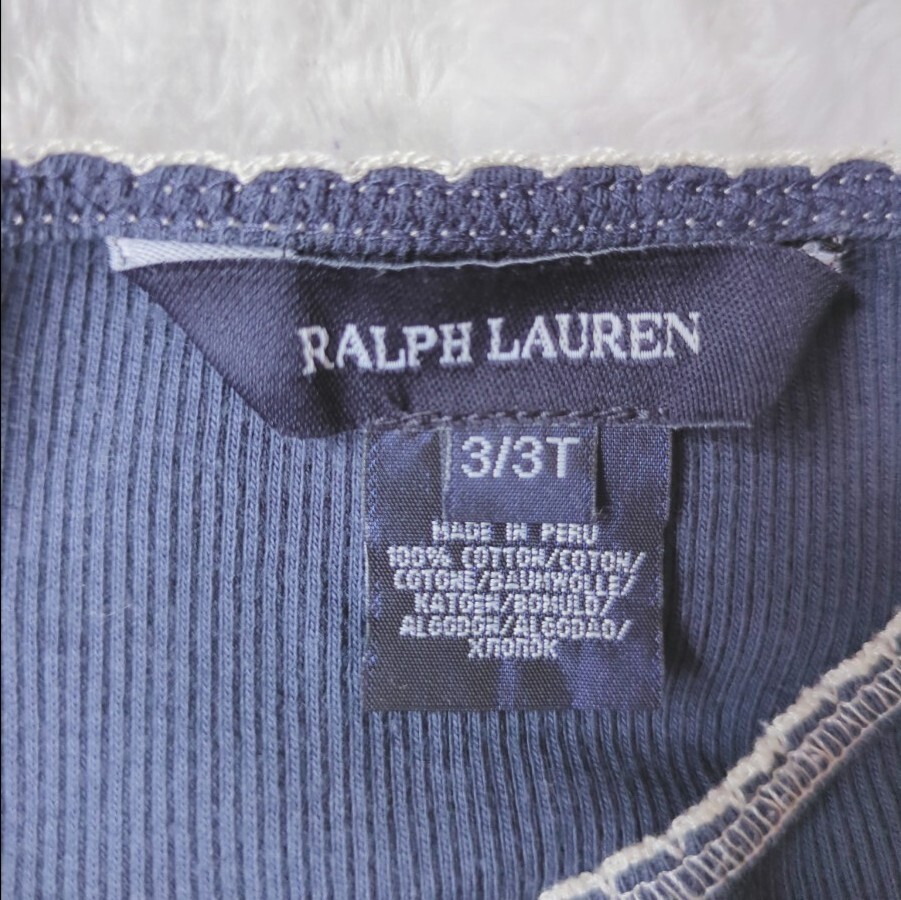 RALPH LAUREN
3/3T
MADE IN PERU
100% COTTON/COTON/
COTONE/BAUMWOLLE/
KATOEN/BOMULD/
ALGODON/ALGODAO/
ХЛОПОК